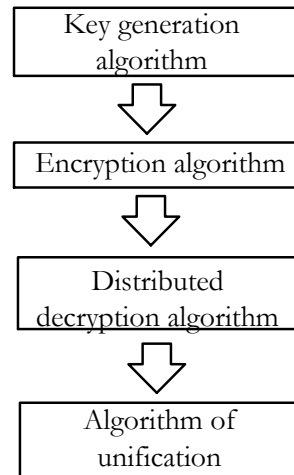 Key generation
algorithm
Encryption algorithm
Distributed
decryption algorithm
Algorithm of
unification